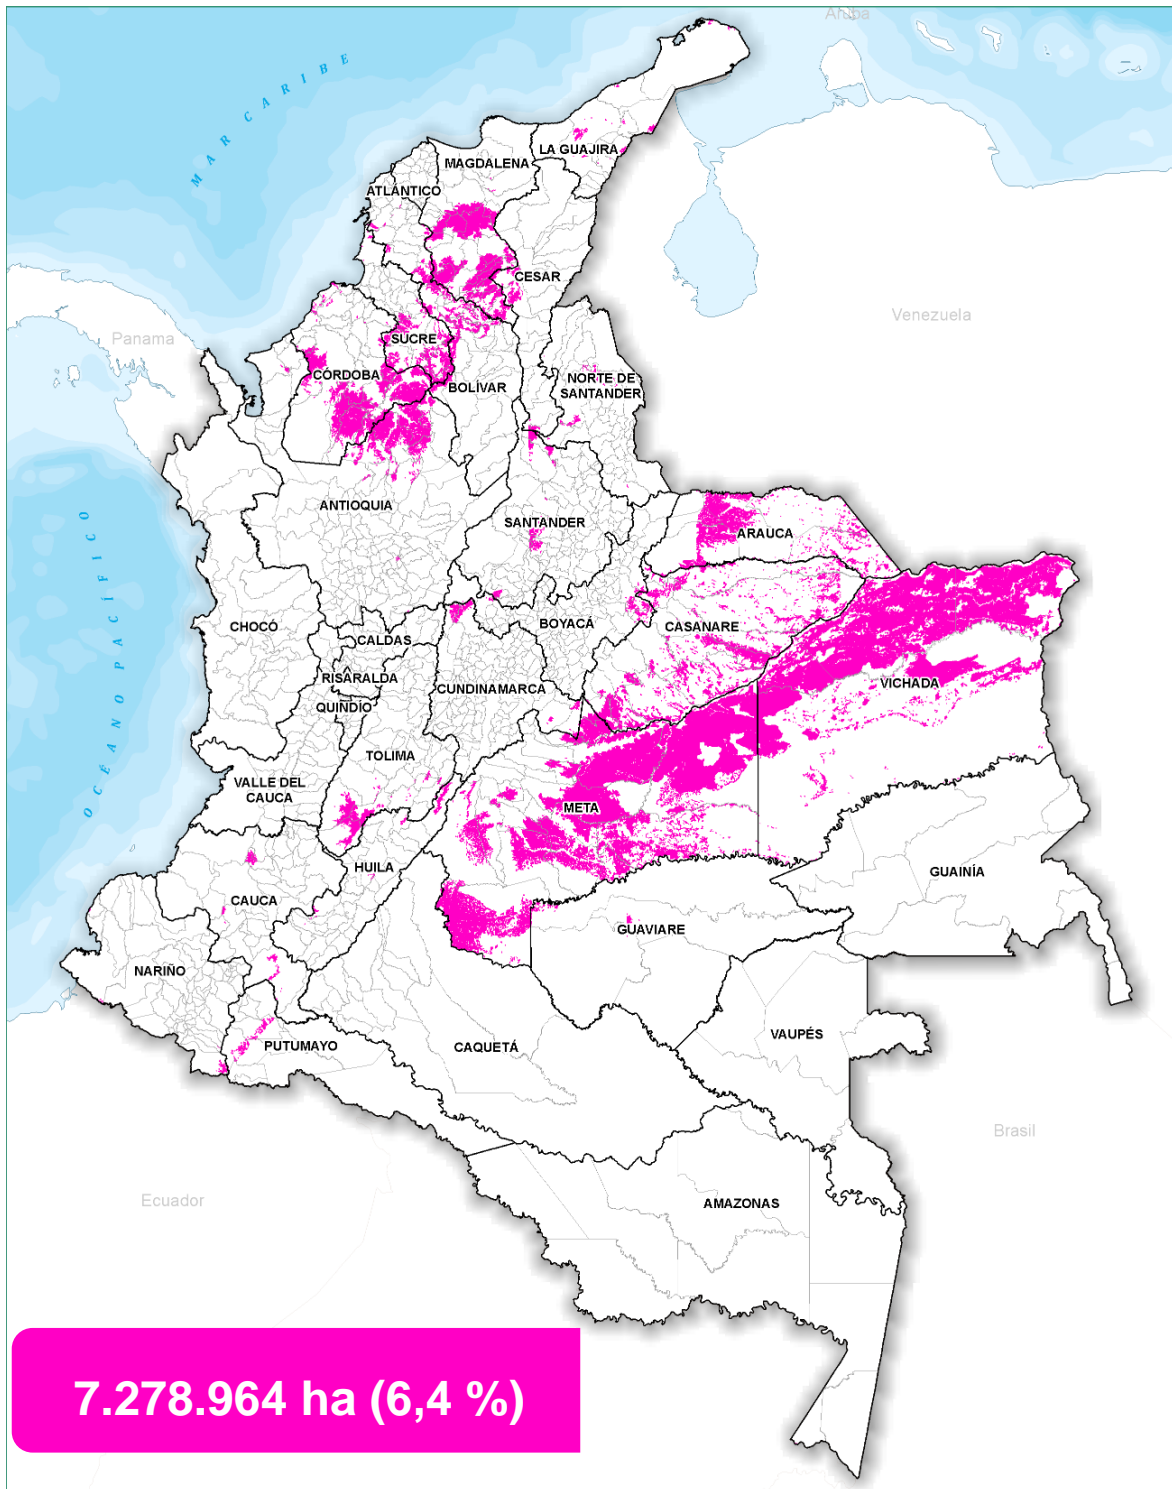 Aruba
MAR CARIBE
LA GUAJIRA
MAGDALENA
ATLÁNTICO
CESAR
Venezuela
Panama
SUCRE
CÓRDOBA
BOLÍVAR
NORTE DE
SANTANDER
ANTIOQUIA
SANTANDER
ARAUCA
OCÉANO PACÍFICO
CHOCÓ
BOYACÁ
CASANARE
CALDAS
RISARALDA
CUNDINAMARCA
VICHADA
QUINDÍO
TOLIMA
VALLE DEL
CAUCA
META
HUILA
GUAINÍA
CAUCA
GUAVIARE
NARIÑO
VAUPÉS
PUTUMAYO
CAQUETÁ
Brasil
Ecuador
AMAZONAS
7.278.964 ha (6,4 %)